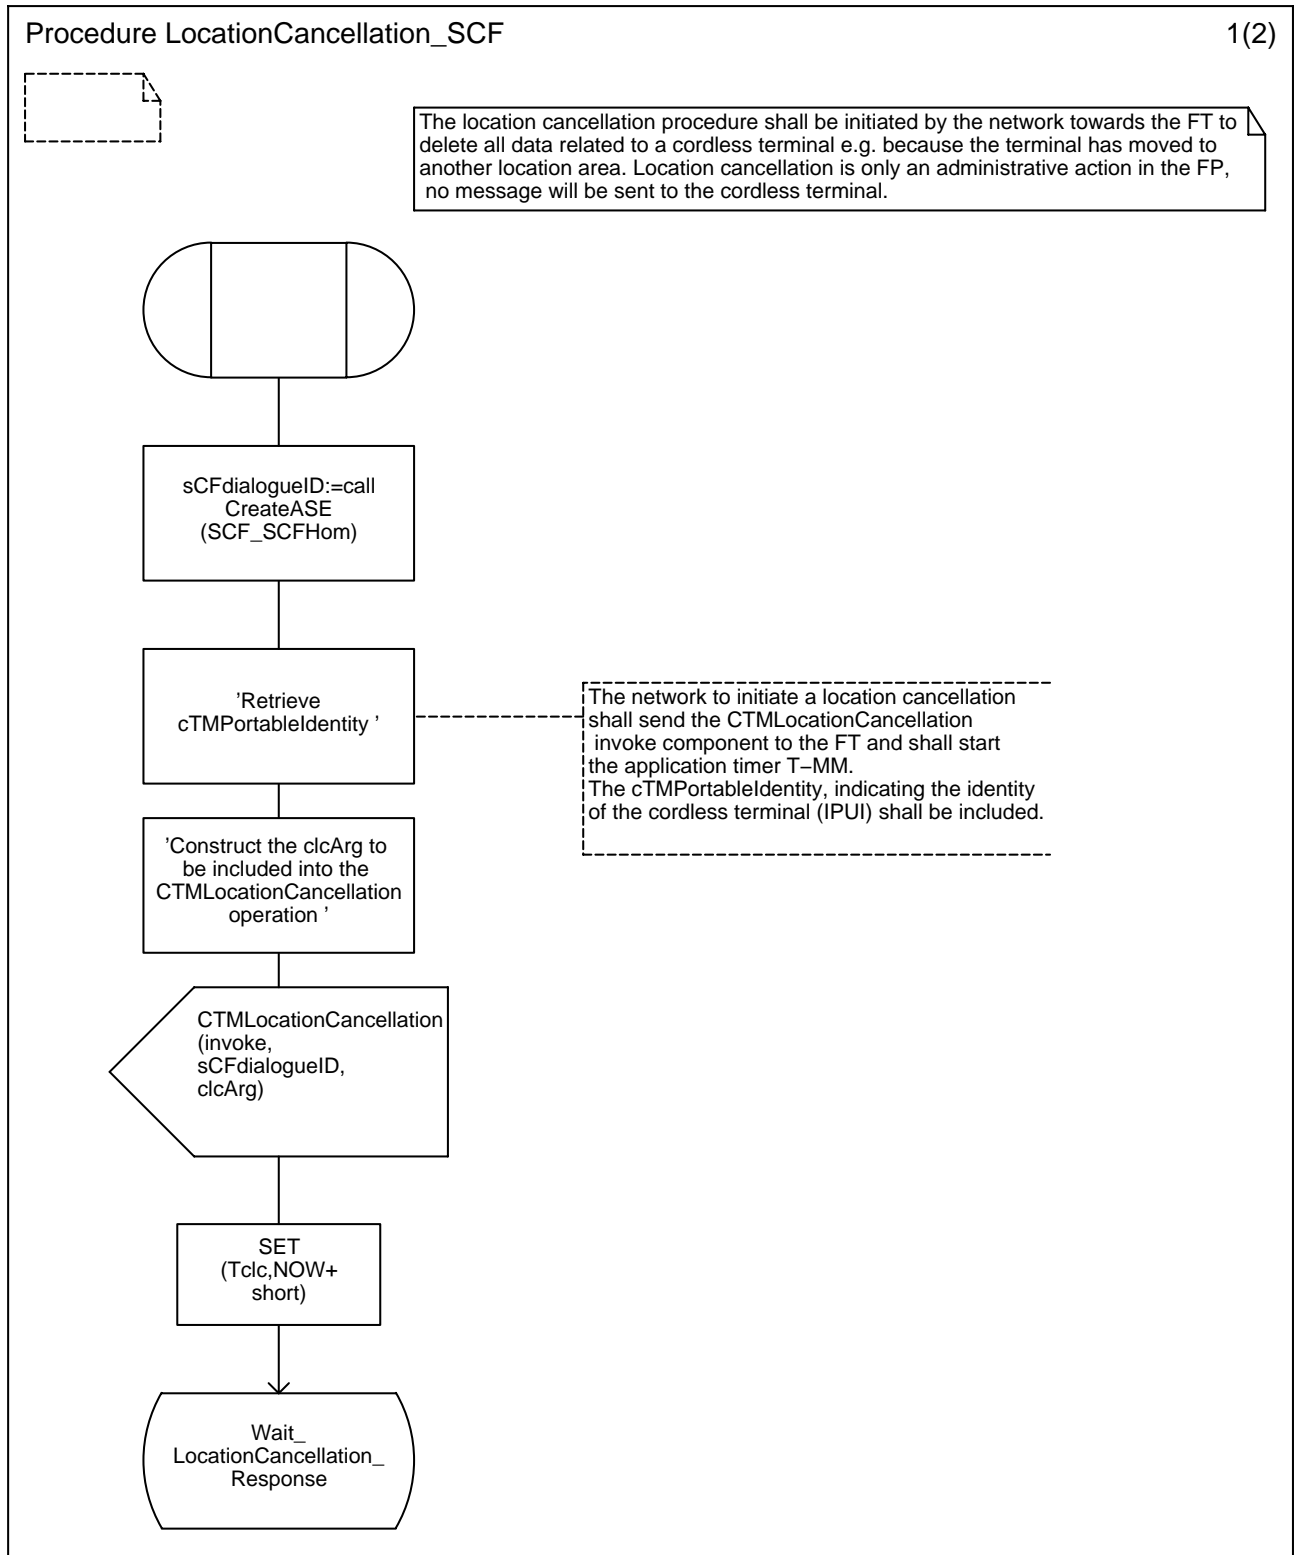 Procedure LocationCancellation_SCF
1(2)
The location cancellation procedure shall be initiated by the network towards the FT to
delete all data related to a cordless terminal e.g. because the terminal has moved to
another location area. Location cancellation is only an administrative action in the FP,
no message will be sent to the cordless terminal.
sCFdialogueID:=call
CreateASE
(SCF_SCFHom)
’Retrieve
cTMPortableIdentity ’
The network to initiate a location cancellation
shall send the CTMLocationCancellation
invoke component to the FT and shall start
the application timer T−MM.
The cTMPortableIdentity, indicating the identity
of the cordless terminal (IPUI) shall be included.
’Construct the clcArg to
be included into the
CTMLocationCancellation
operation ’
CTMLocationCancellation
(invoke,
sCFdialogueID,
clcArg)
SET
(Tclc,NOW+
short)
Wait_
LocationCancellation_
Response